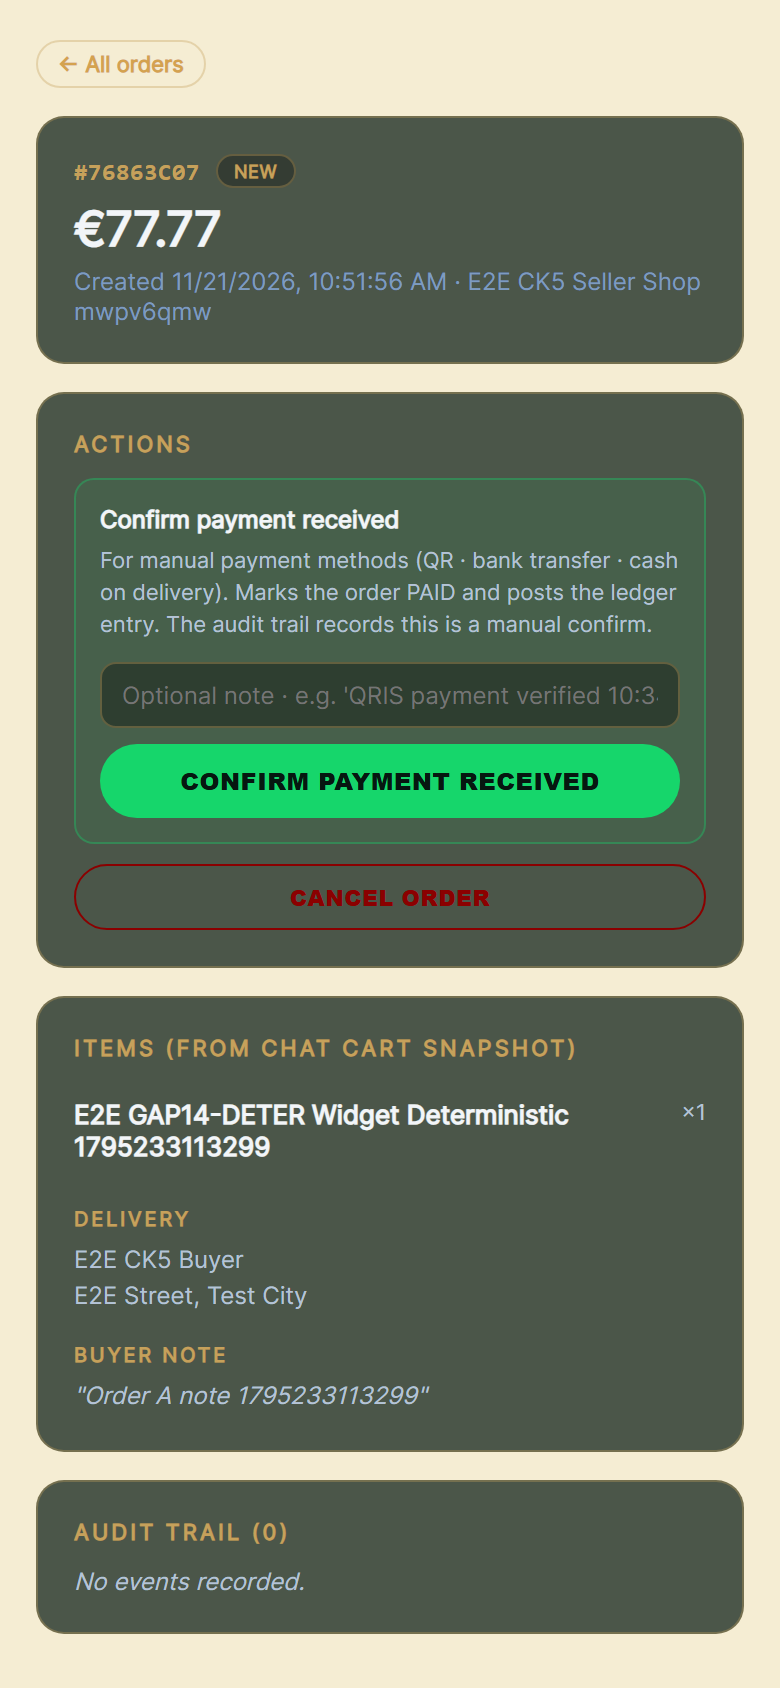 ← All orders
#76863C07 NEW
€77.77
Created 11/21/2026, 10:51:56 AM · E2E CK5 Seller Shop
mwpv6qmw
ACTIONS
Confirm payment received
For manual payment methods (QR · bank transfer · cash
on delivery). Marks the order PAID and posts the ledger
entry. The audit trail records this is a manual confirm.
Optional note · e.g. 'QRIS payment verified 10:3
CONFIRM PAYMENT RECEIVED
CANCEL ORDER
ITEMS (FROM CHAT CART SNAPSHOT)
E2E GAP14-DETER Widget Deterministic ×1
1795233113299
DELIVERY
E2E CK5 Buyer
E2E Street, Test City
BUYER NOTE
"Order A note 1795233113299"
AUDIT TRAIL (0)
No events recorded.